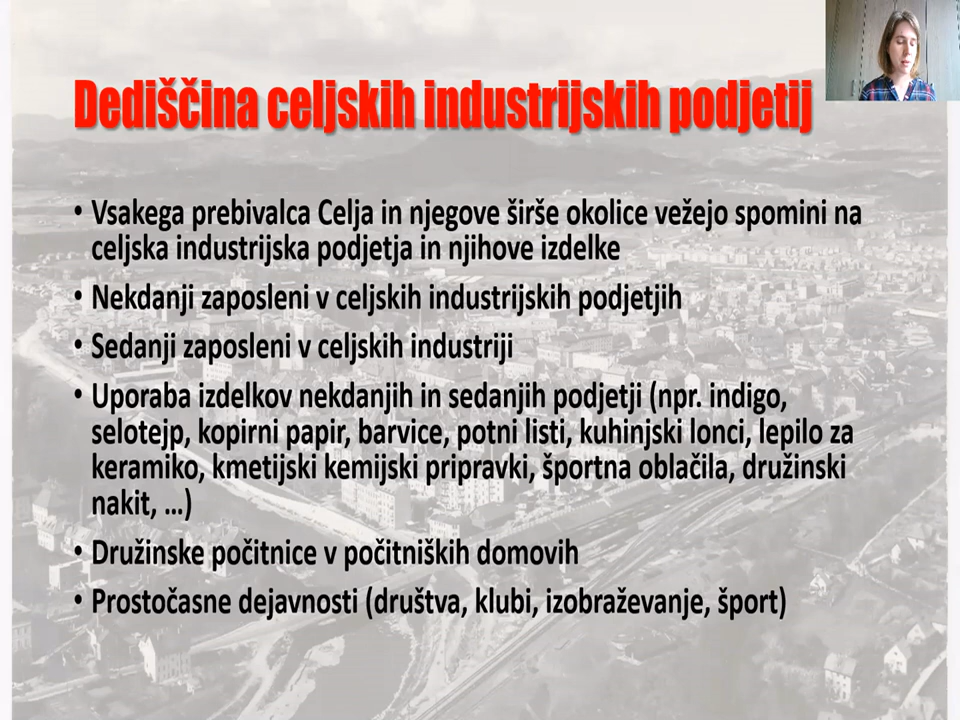 Dediščina celjskih industrijskih podjetij
• Vsakega prebivalca Celja in njegove širše okolice vežejo spomini na
celjska industrijska podjetja in njihove izdelke
• Nekdanji zaposleni v celjskih industrijskih podjetjih
• Sedanji zaposleni v celjskih industriji
• Uporaba izdelkov nekdanjih in sedanjih podjetji (npr. indigo,
selotejp, kopirni papir, barvice, potni listi, kuhinjski lonci, lepilo za
keramiko, kmetijski kemijski pripravki, športna oblačila, družinski
nakit, ...)
• Družinske počitnice v počitniških domovih
• Prostočasne dejavnosti (društva, klubi, izobraževanje, šport)